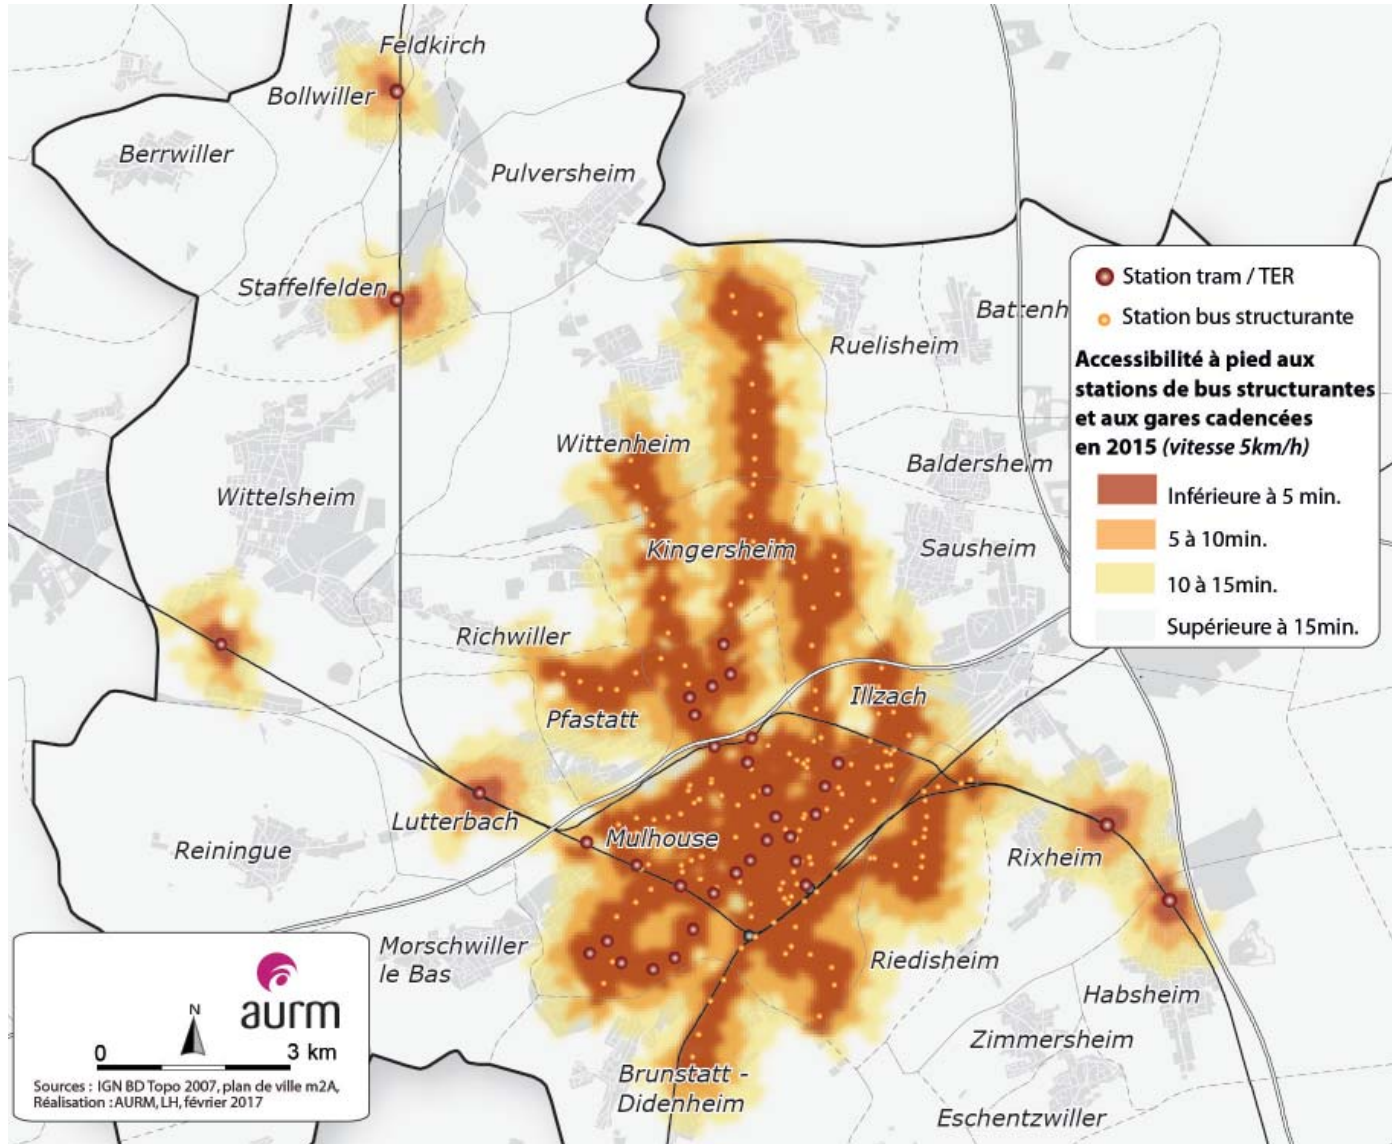 Feldkirch
Bollwiller
Berrwiller
Pulversheim
Staffelfelden
Ruelisheim
Battenh
Wittenheim
Baldersheim
Wittelsheim
Kingersheim
Sausheim
Richwiller
Illzach
Pfastatt
Lutterbach
Mulhouse
Reiningue
Rixheim
Morschwiller
le Bas
Riedisheim
Habsheim
Zimmersheim
Brunstatt -
Didenheim
Eschentzwiller
Station tram / TER
Station bus structurante
Accessibilité à pied aux
stations de bus structurantes
et aux gares cadencées
en 2015 (vitesse 5km/h)
Inférieure à 5 min.
5 à 10min.
10 à 15min.
Supérieure à 15min.
aurm
N
0 3 km
Sources : IGN BD Topo 2007, plan de ville m2A,
Réalisation : AURM, LH, février 2017